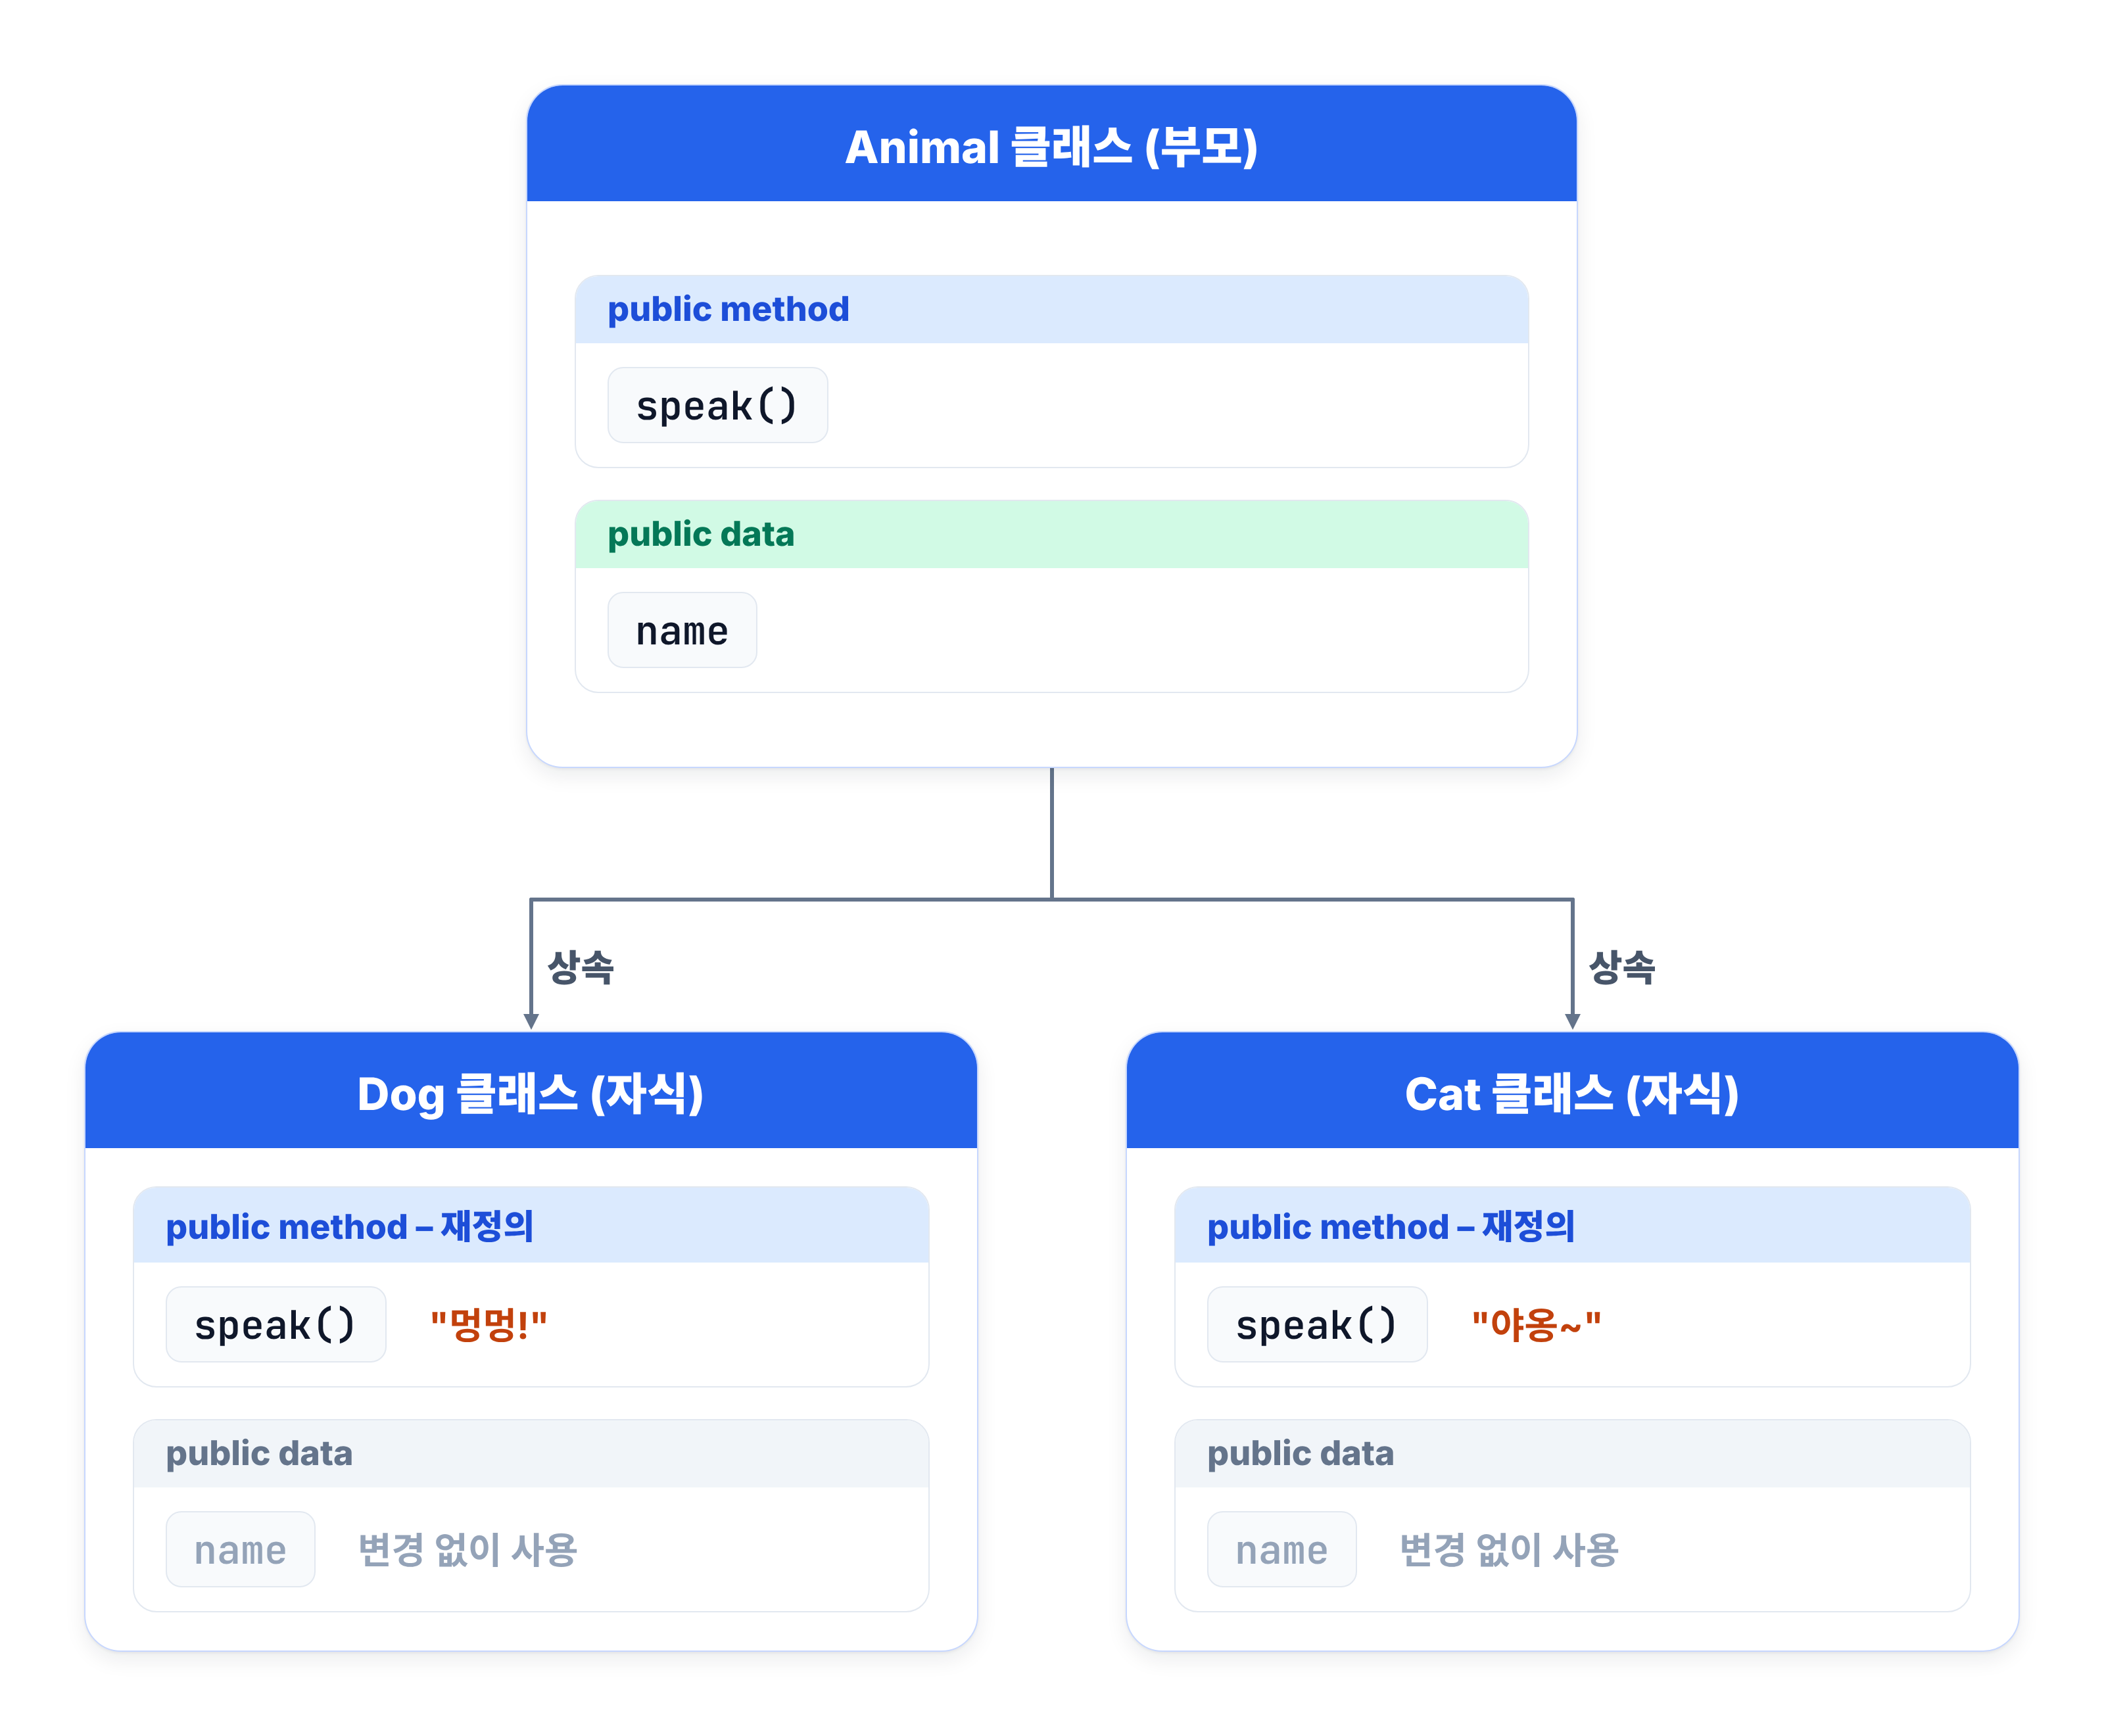 Animal 클래스 (부모)
public method
speak()
public data
name
상속
상속
Dog 클래스 (자식)
public method – 재정의
speak() "멍멍!"
public data
name 변경 없이 사용
Cat 클래스 (자식)
public method – 재정의
speak() "야옹~"
public data
name 변경 없이 사용